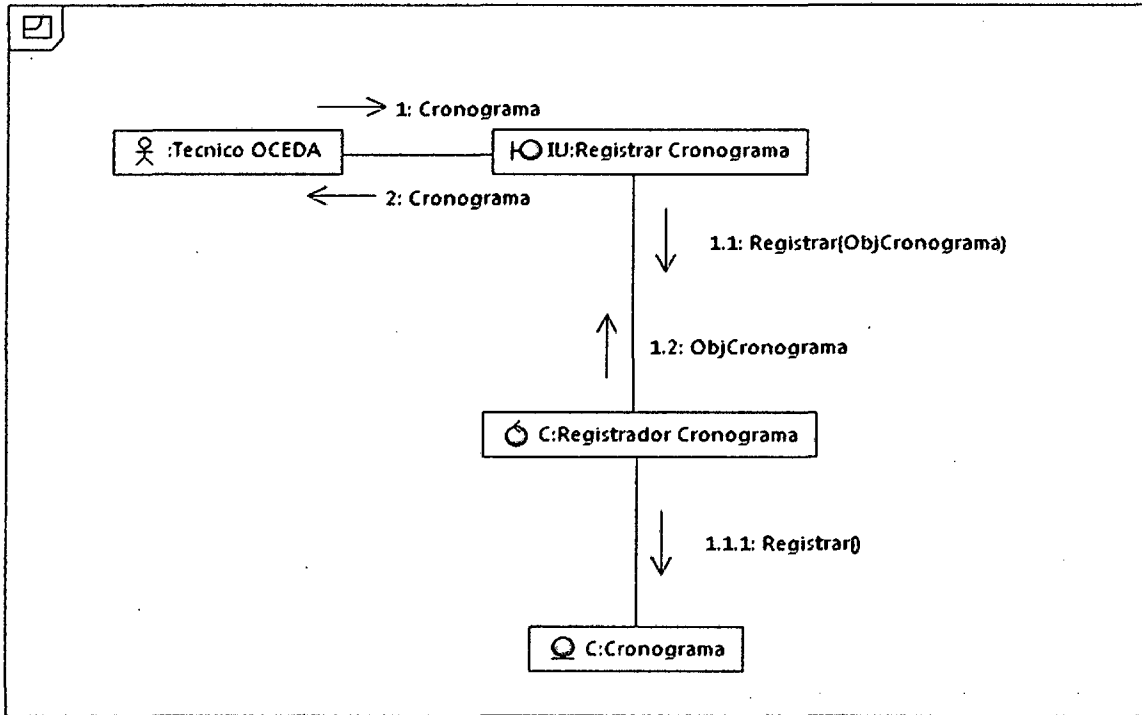 1: Cronograma
:Tecnico OCEDA
IU:Registrar Cronograma
2: Cronograma
1.1: Registrar(ObjCronograma)
1.2: ObjCronograma
C:Registrador Cronograma
1.1.1: Registrar()
C:Cronograma